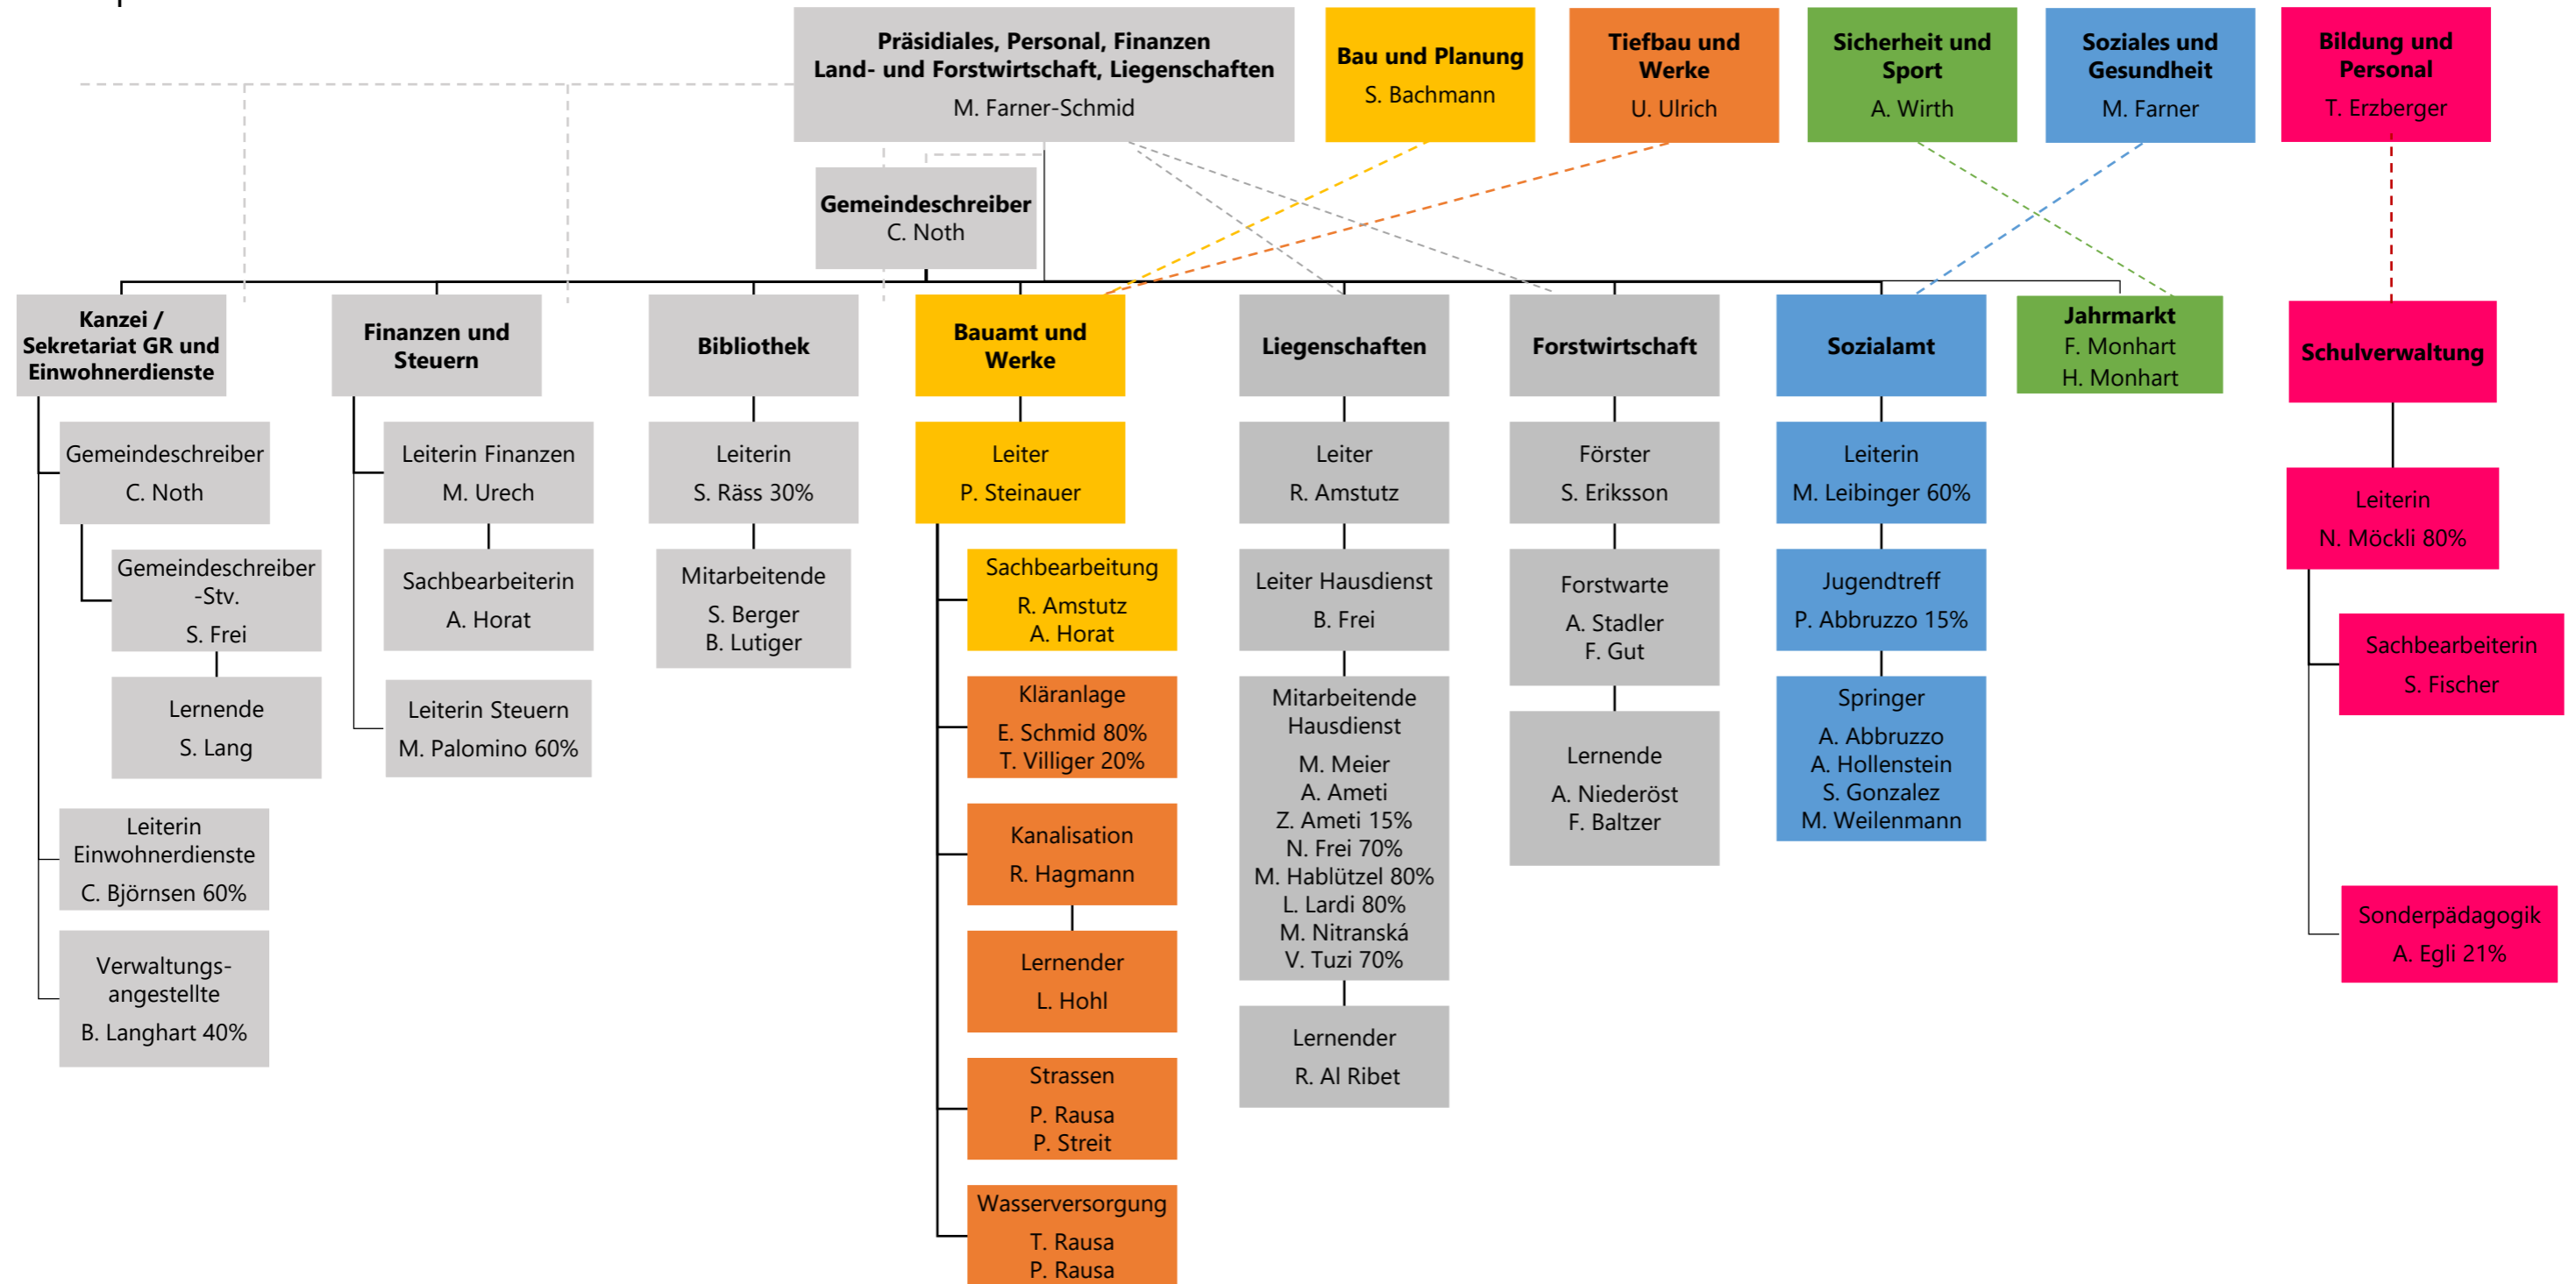 Präsidiales, Personal, Finanzen
Land- und Forstwirtschaft, Liegenschaften
M. Farner-Schmid
Bau und Planung
S. Bachmann
Tiefbau und
Werke
U. Ulrich
Sicherheit und
Sport
A. Wirth
Soziales und
Gesundheit
M. Farner
Bildung und
Personal
T. Erzberger
Gemeindeschreiber
C. Noth
Kanzei /
Sekretariat GR und
Einwohnerdienste
Gemeindeschreiber
C. Noth
Gemeindeschreiber
-Stv.
S. Frei
Lernende
S. Lang
Leiterin
Einwohnerdienste
C. Björnsen 60%
Verwaltungs-
angestellte
B. Langhart 40%
Finanzen und
Steuern
Leiterin Finanzen
M. Urech
Sachbearbeiterin
A. Horat
Leiterin Steuern
M. Palomino 60%
Bibliothek
Leiterin
S. Räss 30%
Mitarbeitende
S. Berger
B. Lutiger
Bauamt und
Werke
Leiter
P. Steinauer
Sachbearbeitung
R. Amstutz
A. Horat
Kläranlage
E. Schmid 80%
T. Villiger 20%
Kanalisation
R. Hagmann
Lernender
L. Hohl
Strassen
P. Rausa
P. Streit
Wasserversorgung
T. Rausa
P. Rausa
Liegenschaften
Leiter
R. Amstutz
Leiter Hausdienst
B. Frei
Mitarbeitende
Hausdienst
M. Meier
A. Ameti
Z. Ameti 15%
N. Frei 70%
M. Hablützel 80%
L. Lardi 80%
M. Nitranská
V. Tuzi 70%
Lernender
R. Al Ribet
Forstwirtschaft
Förster
S. Eriksson
Forstwarte
A. Stadler
F. Gut
Lernende
A. Niederöst
F. Baltzer
Sozialamt
Leiterin
M. Leibinger 60%
Jugendtreff
P. Abbruzzo 15%
Springer
A. Abbruzzo
A. Hollenstein
S. Gonzalez
M. Weilenmann
Jahrmarkt
F. Monhart
H. Monhart
Schulverwaltung
Leiterin
N. Möckli 80%
Sachbearbeiterin
S. Fischer
Sonderpädagogik
A. Egli 21%